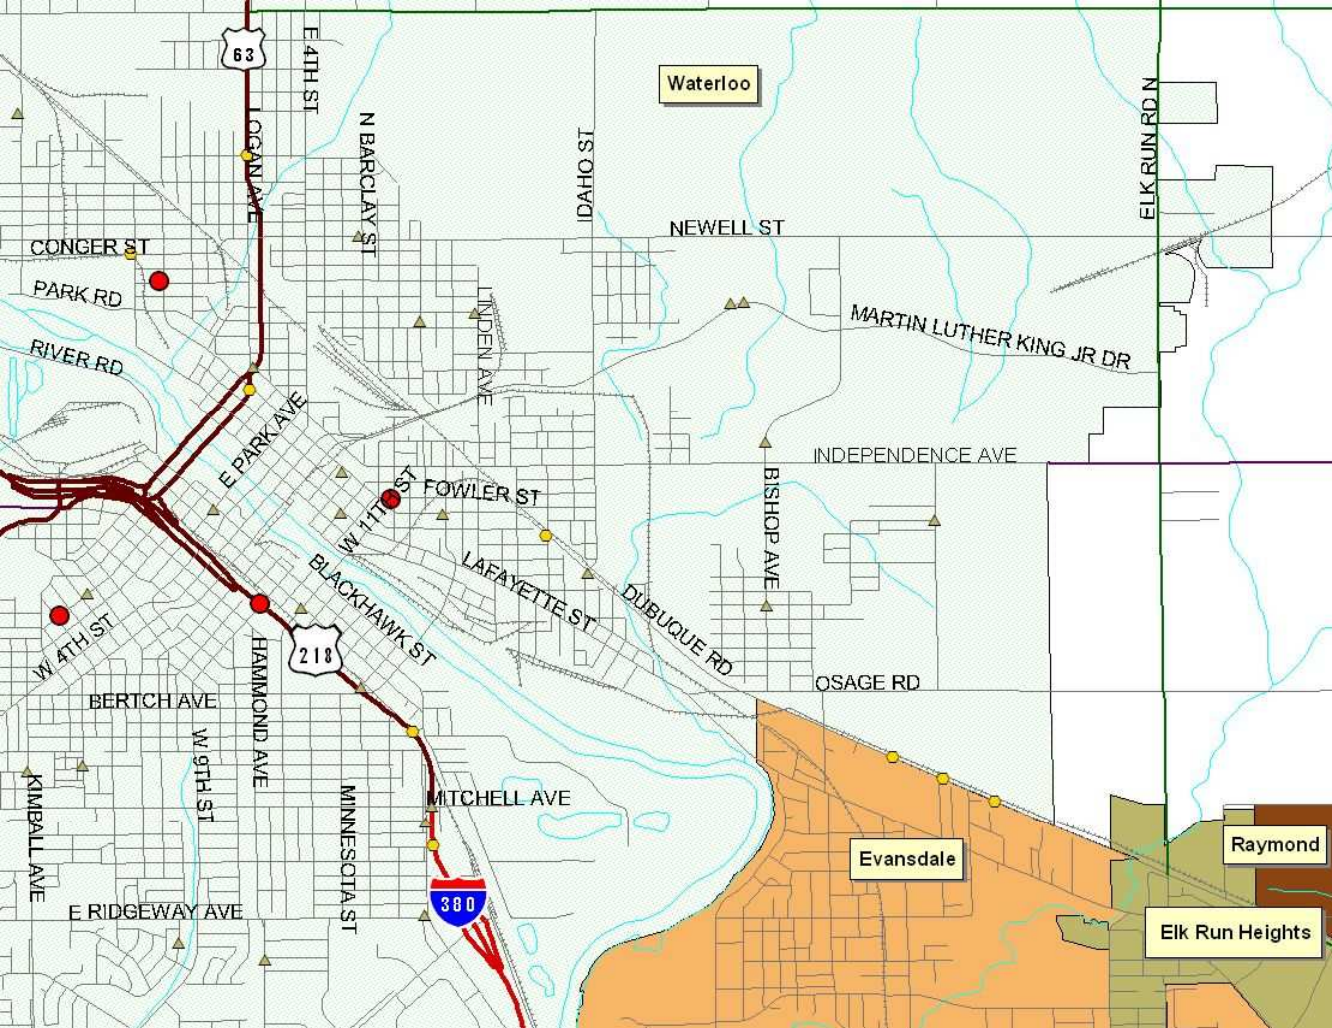 63
E 4TH ST
Waterloo
ELK RUN RD N
LOGAN AVE
N BARCLAY ST
IDAHO ST
NEWELL ST
CONGER ST
PARK RD
LINDEN AVE
MARTIN LUTHER KING JR DR
RIVER RD
E PARK AVE
INDEPENDENCE AVE
W 11TH ST
FOWLER ST
BISHOP AVE
BLACKHAWK ST
LAFAYETTE ST
DUBUQUE RD
W 4TH ST
218
HAMMOND AVE
OSAGE RD
BERTCH AVE
W 9TH ST
KIMBALL AVE
MINNESOTA ST
MITCHELL AVE
Evansdale
Raymond
380
E RIDGEWAY AVE
Elk Run Heights